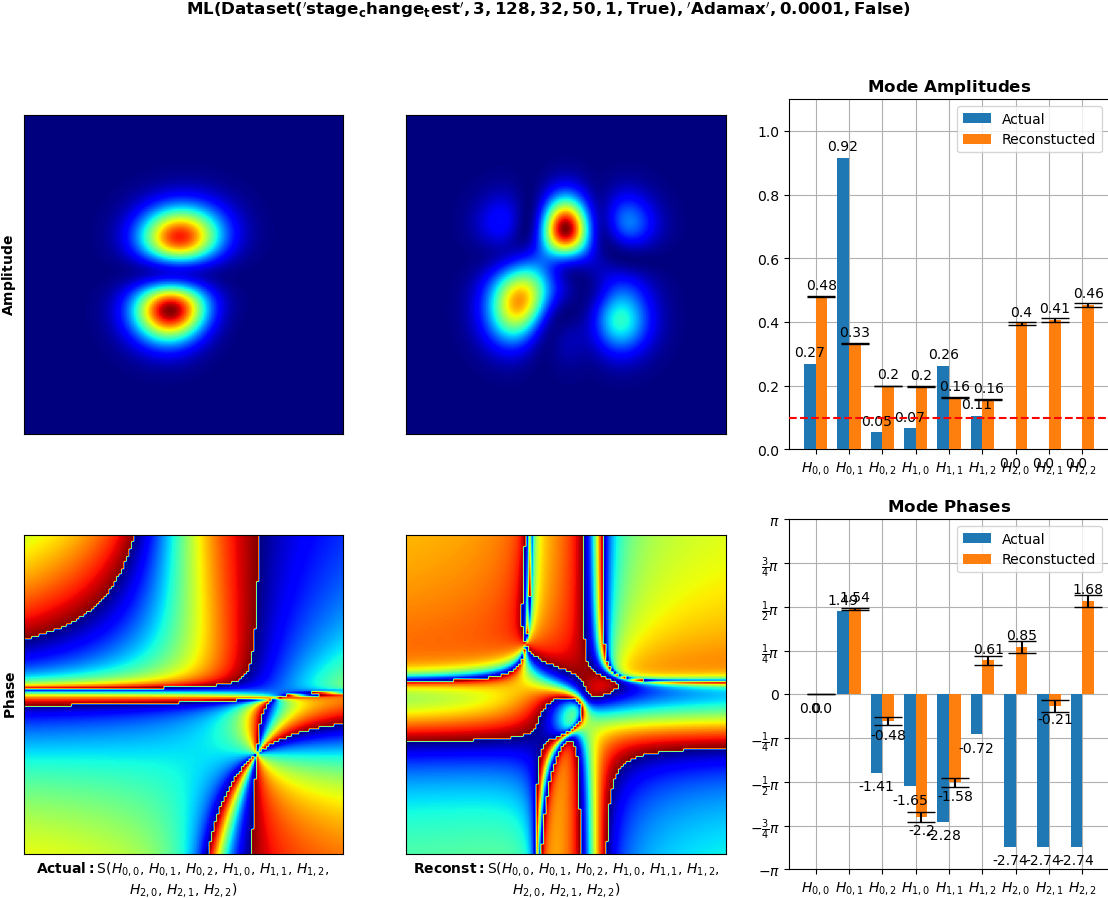 ML(Dataset('stage_change_test', 3, 128, 32, 50, 1, True), 'Adamax', 0.0001, False)
Amplitude
Mode Amplitudes
Actual
Reconstucted
1.0
0.8
0.6
0.4
0.2
0.0
0.27
0.48
0.92
0.33
0.05
0.2
0.07
0.2
0.26
0.16
0.11
0.16
0.0
0.4
0.0
0.41
0.0
0.46
H0,0 H0,1 H0,2 H1,0 H1,1 H1,2 H2,0 H2,1 H2,2
Phase
Mode Phases
Actual
Reconstucted
π
3/4π
1/2π
1/4π
0
−1/4π
−1/2π
−3/4π
−π
0.0
0.0
1.49
1.54
-1.41
-0.48
-1.65
-2.2
-2.28
-1.58
-0.72
0.61
-2.74
0.85
-2.74
-0.21
-2.74
1.68
H0,0 H0,1 H0,2 H1,0 H1,1 H1,2 H2,0 H2,1 H2,2
Actual: S(H0,0, H0,1, H0,2, H1,0, H1,1, H1,2,
H2,0, H2,1, H2,2)
Reconst: S(H0,0, H0,1, H0,2, H1,0, H1,1, H1,2,
H2,0, H2,1, H2,2)